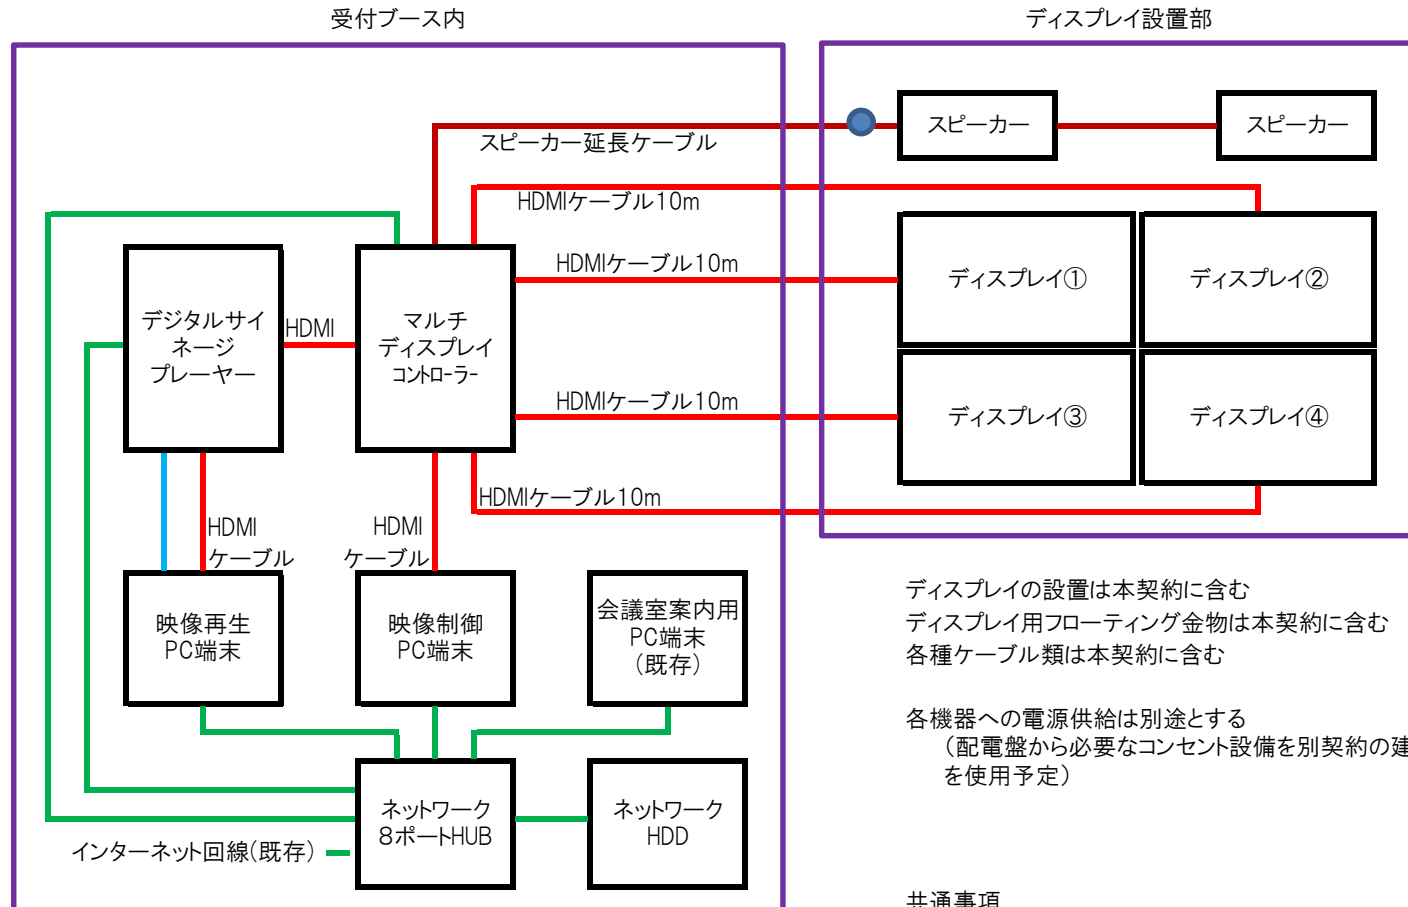 受付ブース内
ディスプレイ設置部
スピーカー
スピーカー
スピーカー延長ケーブル
HDMIケーブル10m
HDMIケーブル10m
ディスプレイ①
ディスプレイ②
デジタルサイ
ネージ
プレーヤー
HDMI
マルチ
ディスプレイ
コントローラー
HDMIケーブル10m
ディスプレイ③
ディスプレイ④
HDMIケーブル10m
HDMI
ケーブル
HDMI
ケーブル
映像再生
PC端末
映像制御
PC端末
会議室案内用
PC端末
（既存）
ディスプレイの設置は本契約に含む
ディスプレイ用フローティング金物は本契約に含む
各種ケーブル類は本契約に含む
各機器への電源供給は別途とする
（配電盤から必要なコンセント設備を別契約の建
を使用予定）
ネットワーク
８ポートHUB
ネットワーク
HDD
インターネット回線(既存)
共通事項